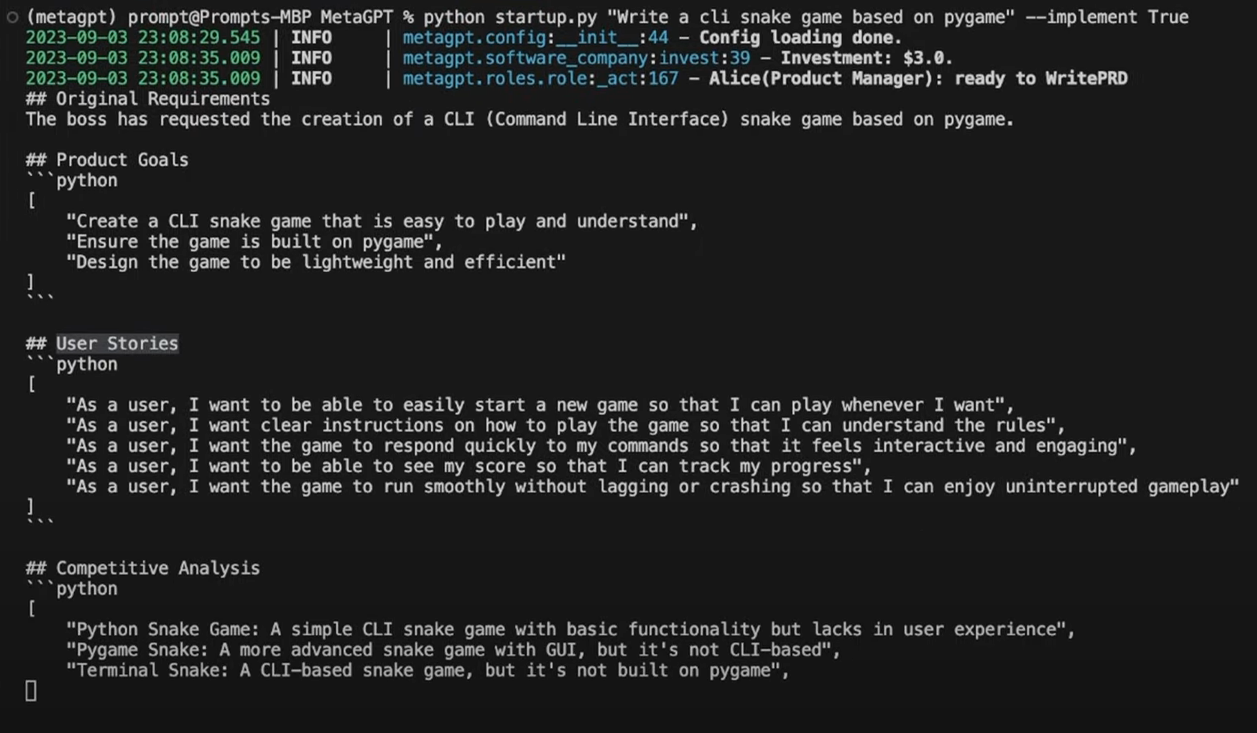 (metagpt) prompt@Prompts-MBP MetaGPT % python startup.py "Write a cli snake game based on pygame" --implement True
2023-09-03 23:08:29.545 | INFO     | metagpt.config:__init__:44 - Config loading done.
2023-09-03 23:08:35.009 | INFO     | metagpt.software_company:invest:39 - Investment: $3.0.
2023-09-03 23:08:35.009 | INFO     | metagpt.roles.role:_act:167 - Alice(Product Manager): ready to WritePRD
## Original Requirements
The boss has requested the creation of a CLI (Command Line Interface) snake game based on pygame.

## Product Goals
```python
[
    "Create a CLI snake game that is easy to play and understand",
    "Ensure the game is built on pygame",
    "Design the game to be lightweight and efficient"
]
```

## User Stories
```python
[
    "As a user, I want to be able to easily start a new game so that I can play whenever I want",
    "As a user, I want clear instructions on how to play the game so that I can understand the rules",
    "As a user, I want the game to respond quickly to my commands so that it feels interactive and engaging",
    "As a user, I want to be able to see my score so that I can track my progress",
    "As a user, I want the game to run smoothly without lagging or crashing so that I can enjoy uninterrupted gameplay"
]
```

## Competitive Analysis
```python
[
    "Python Snake Game: A simple CLI snake game with basic functionality but lacks in user experience",
    "Pygame Snake: A more advanced snake game with GUI, but it's not CLI-based",
    "Terminal Snake: A CLI-based snake game, but it's not built on pygame",